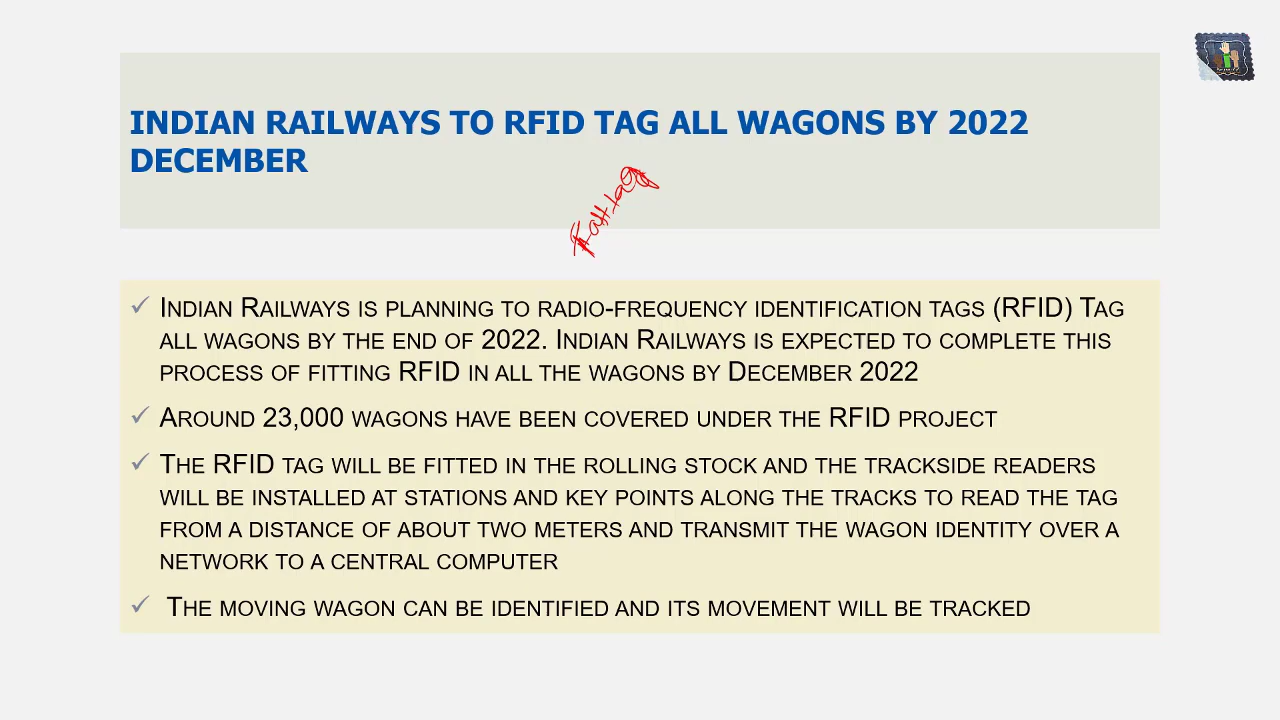 INDIAN RAILWAYS TO RFID TAG ALL WAGONS BY 2022
DECEMBER
Fasttag
INDIAN RAILWAYS IS PLANNING TO RADIO-FREQUENCY IDENTIFICATION TAGS (RFID) TAG
ALL WAGONS BY THE END OF 2022. INDIAN RAILWAYS IS EXPECTED TO COMPLETE THIS
PROCESS OF FITTING RFID IN ALL THE WAGONS BY DECEMBER 2022
AROUND 23,000 WAGONS HAVE BEEN COVERED UNDER THE RFID PROJECT
THE RFID TAG WILL BE FITTED IN THE ROLLING STOCK AND THE TRACKSIDE READERS
WILL BE INSTALLED AT STATIONS AND KEY POINTS ALONG THE TRACKS TO READ THE TAG
FROM A DISTANCE OF ABOUT TWO METERS AND TRANSMIT THE WAGON IDENTITY OVER A
NETWORK TO A CENTRAL COMPUTER
THE MOVING WAGON CAN BE IDENTIFIED AND ITS MOVEMENT WILL BE TRACKED